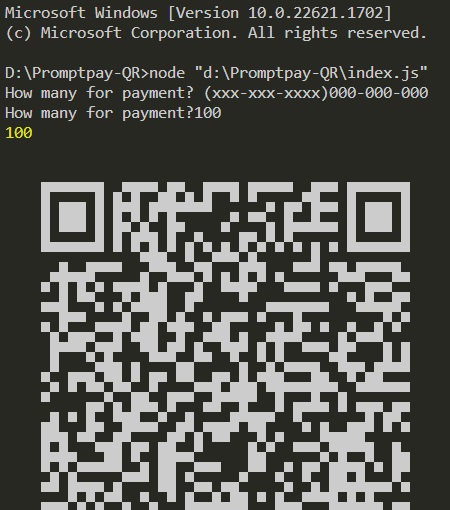 Microsoft Windows [Version 10.0.22621.1702]
(c) Microsoft Corporation. All rights reserved.
D:\Promptpay-QR>node "d:\Promptpay-QR\index.js"
How many for payment? (xxx-xxx-xxxx)000-000-000
How many for payment?100
100